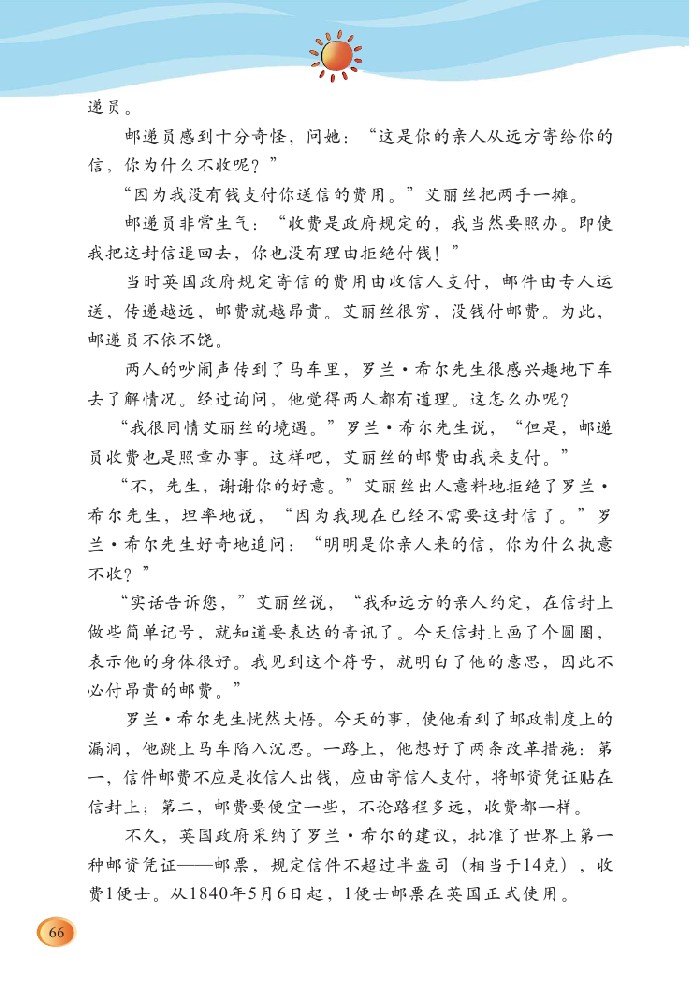 递员。
邮递员感到十分奇怪，问她：“这是你的亲人从远方寄给你的
信，你为什么不收呢？”
“因为我没有钱支付你送信的费用。”艾丽丝把两手一摊。
邮递员非常生气：“收费是政府规定的，我当然要照办。即使
我把这封信退回去，你也没有理由拒绝付钱！”
当时英国政府规定寄信的费用由收信人支付，邮件由专人运
送，传递越远，邮费就越昂贵。艾丽丝很穷，没钱付邮费。为此，
邮递员不依不饶。
两人的吵闹声传到了马车里，罗兰·希尔先生很感兴趣地下车
去了解情况。经过询问，他觉得两人都有道理。这怎么办呢？
“我很同情艾丽丝的境遇。”罗兰·希尔先生说，“但是，邮递
员收费也是照章办事。这样吧，艾丽丝的邮费由我来支付。”
“不，先生，谢谢你的好意。”艾丽丝出人意料地拒绝了罗兰·
希尔先生，坦率地说，“因为我现在已经不需要这封信了。”罗
兰·希尔先生好奇地追问：“明明是你亲人来的信，你为什么执意
不收？”
“实话告诉您，”艾丽丝说，“我和远方的亲人约定，在信封上
做些简单记号，就知道要表达的音讯了。今天信封上画了个圆圈，
表示他的身体很好。我见到这个符号，就明白了他的意思，因此不
必付昂贵的邮费。”
罗兰·希尔先生恍然大悟。今天的事，使他看到了邮政制度上的
漏洞，他跳上马车陷入沉思。一路上，他想好了两条改革措施：第
一，信件邮费不应是收信人出钱，应由寄信人支付，将邮资凭证贴在
信封上；第二，邮费要便宜一些，不论路程多远，收费都一样。
不久，英国政府采纳了罗兰·希尔的建议，批准了世界上第一
种邮资凭证——邮票，规定信件不超过半盎司（相当于14克），收
费1便士。从1840年5月6日起，1便士邮票在英国正式使用。
66